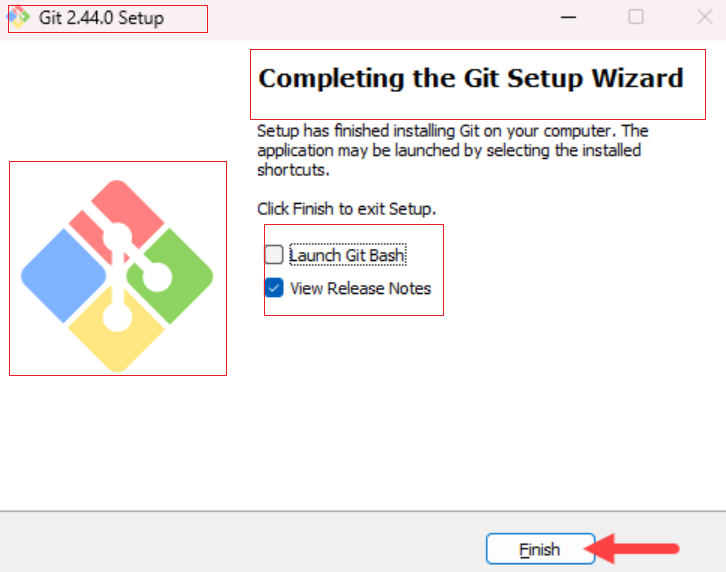 Git 2.44.0 Setup
Completing the Git Setup Wizard
Setup has finished installing Git on your computer. The
application may be launched by selecting the installed
shortcuts.
Click Finish to exit Setup.
Launch Git Bash
View Release Notes
Finish